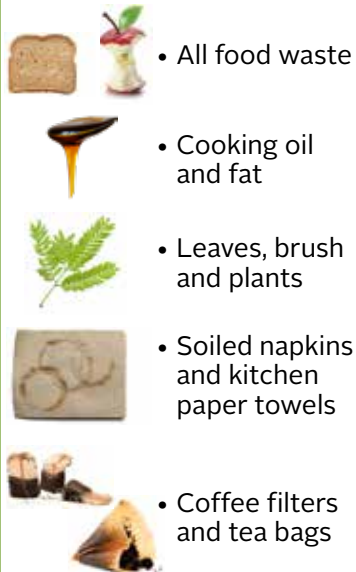 • All food waste
• Cooking oil
and fat
• Leaves, brush
and plants
• Soiled napkins
and kitchen
paper towels
• Coffee filters
and tea bags